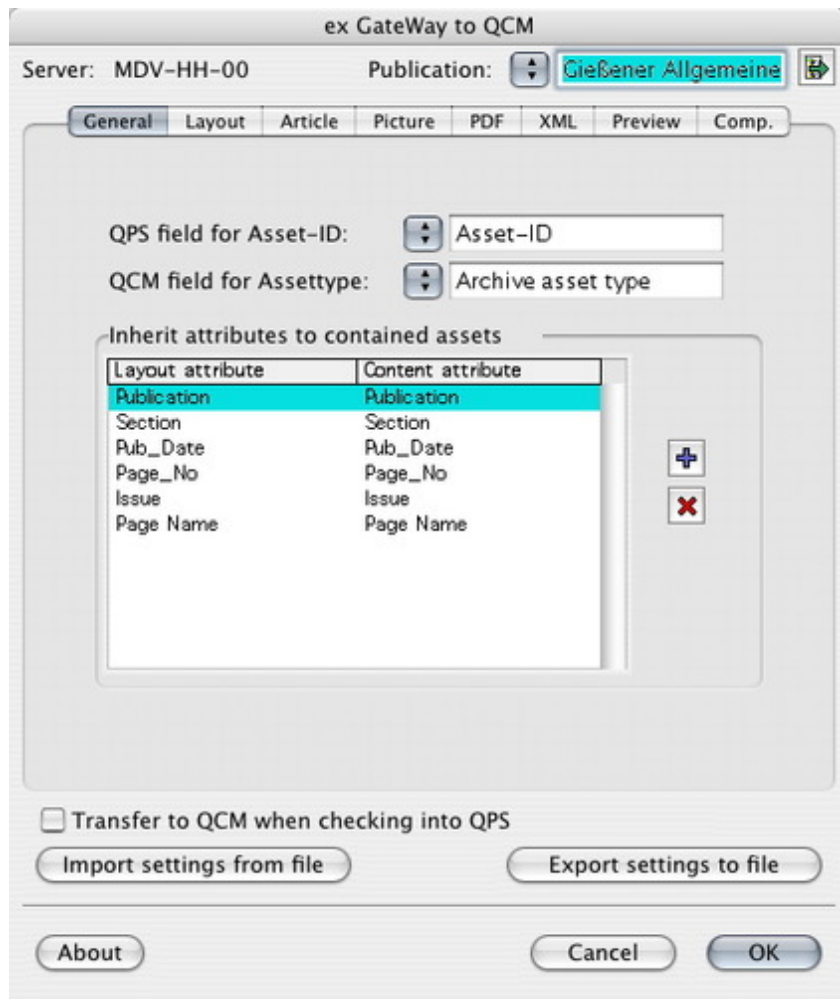 ex GateWay to QCM
Server: MDV-HH-00 Publication: Gießener Allgemeine
General Layout Article Picture PDF XML Preview Comp.
QPS field for Asset-ID: Asset-ID
QCM field for Assettype: Archive asset type
Inherit attributes to contained assets
Layout attribute Content attribute
Publication Publication
Section Section
Pub_Date Pub_Date
Page_No Page_No
Issue Issue
Page Name Page Name
Transfer to QCM when checking into QPS
Import settings from file Export settings to file
About Cancel OK